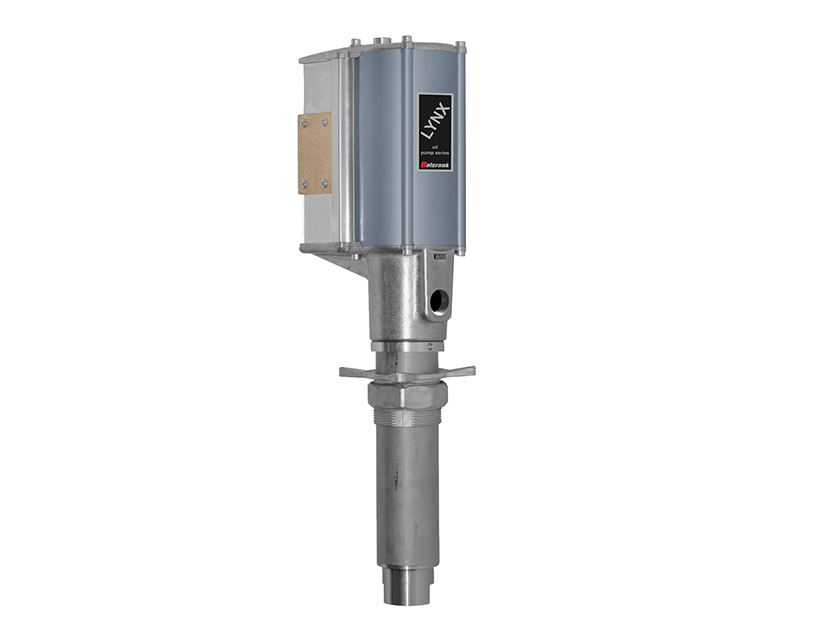 LYNX
oil
pump series
Balcrank